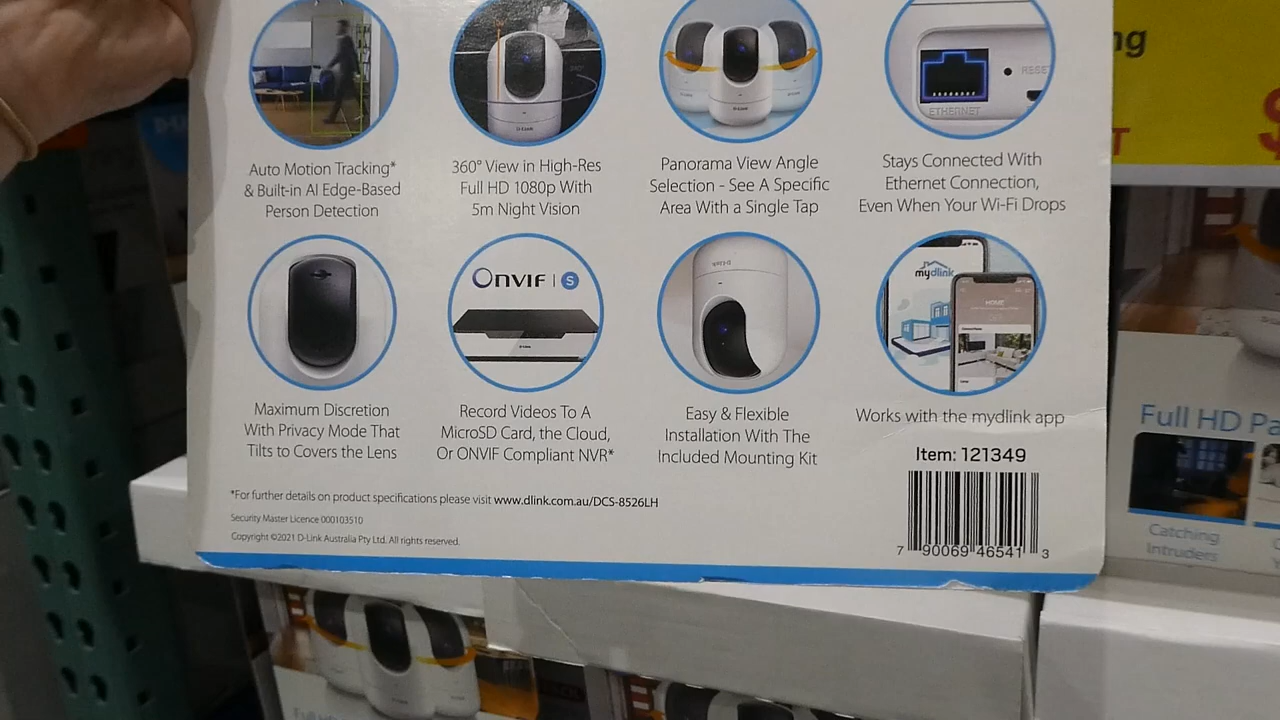 ng
T
RESET
ETHERNET
D-Link
Auto Motion Tracking*
& Built-in AI Edge-Based
Person Detection
360° View in High-Res
Full HD 1080p With
5m Night Vision
Panorama View Angle
Selection - See A Specific
Area With a Single Tap
Stays Connected With
Ethernet Connection,
Even When Your Wi-Fi Drops
ONVIF | S
D-Link
mydlink
HOME
Maximum Discretion
With Privacy Mode That
Tilts to Covers the Lens
Record Videos To A
MicroSD Card, the Cloud,
Or ONVIF Compliant NVR*
Easy & Flexible
Installation With The
Included Mounting Kit
Works with the mydlink app
Item: 121349
7 90069 46541 3
*For further details on product specifications please visit www.dlink.com.au/DCS-8526LH
Security Master Licence 000103510
Copyright ©2021 D-Link Australia Pty Ltd. All rights reserved.
Full HD Pa
Catching
Intruders